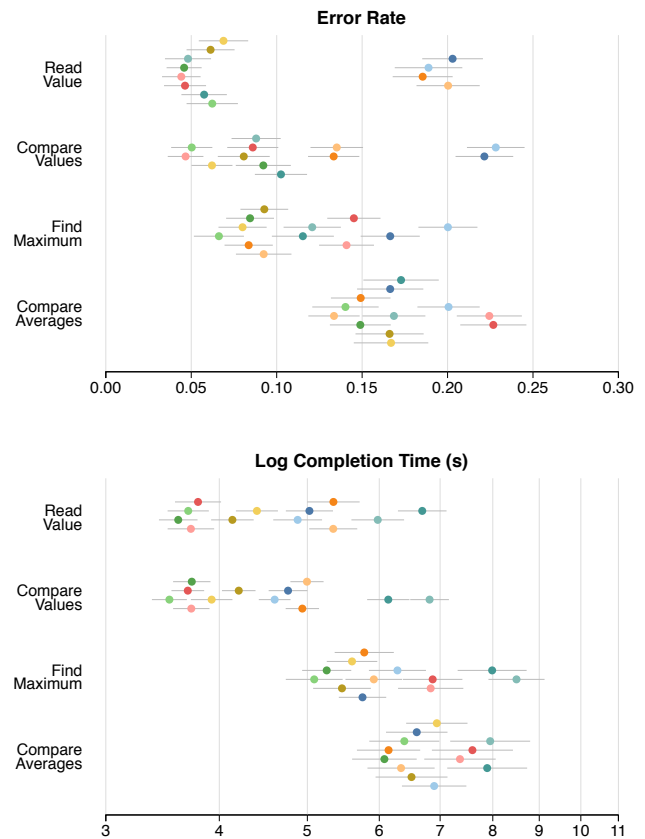 Error Rate
Read
Value
Compare
Values
Find
Maximum
Compare
Averages
0.00 0.05 0.10 0.15 0.20 0.25 0.30
Log Completion Time (s)
Read
Value
Compare
Values
Find
Maximum
Compare
Averages
3 4 5 6 7 8 9 10 11